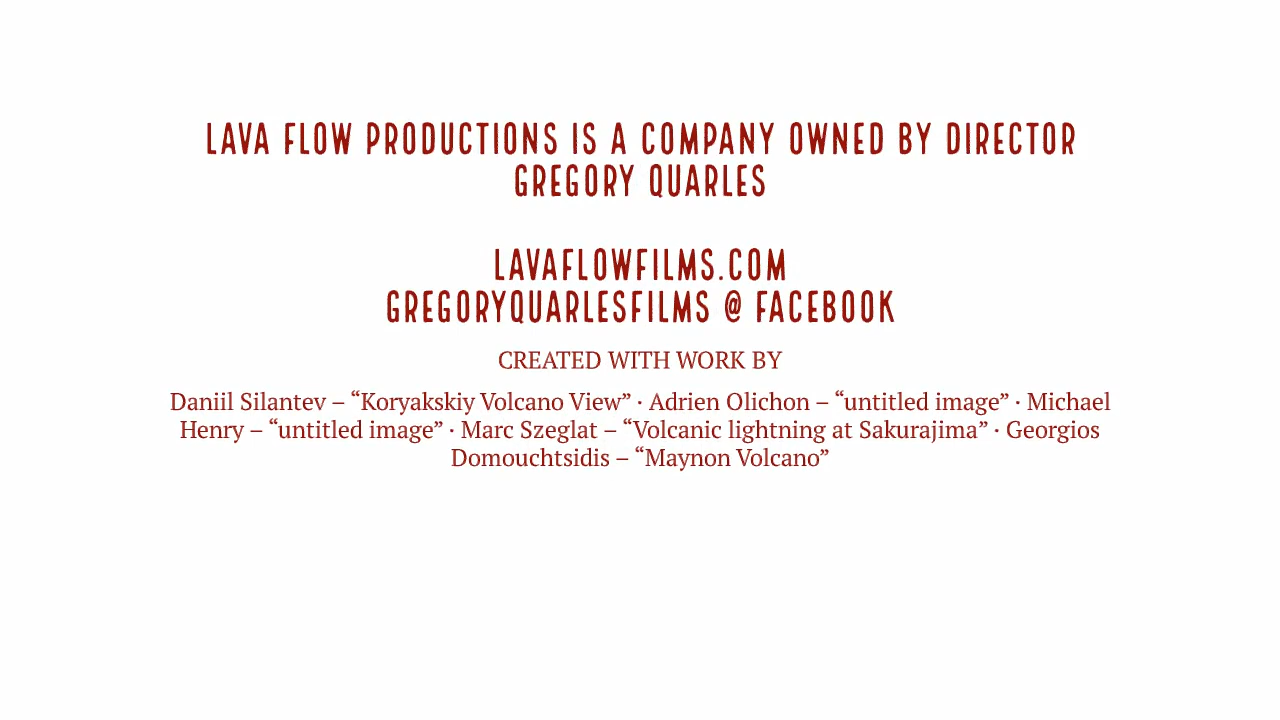 LAVA FLOW PRODUCTIONS IS A COMPANY OWNED BY DIRECTOR
GREGORY QUARLES
LAVAFLOWFILMS.COM
GREGORYQUARLESFILMS @ FACEBOOK
CREATED WITH WORK BY
Daniil Silantev – “Koryakskiy Volcano View” · Adrien Olichon – “untitled image” · Michael
Henry – “untitled image” · Marc Szeglat – “Volcanic lightning at Sakurajima” · Georgios
Domouchtsidis – “Maynon Volcano”